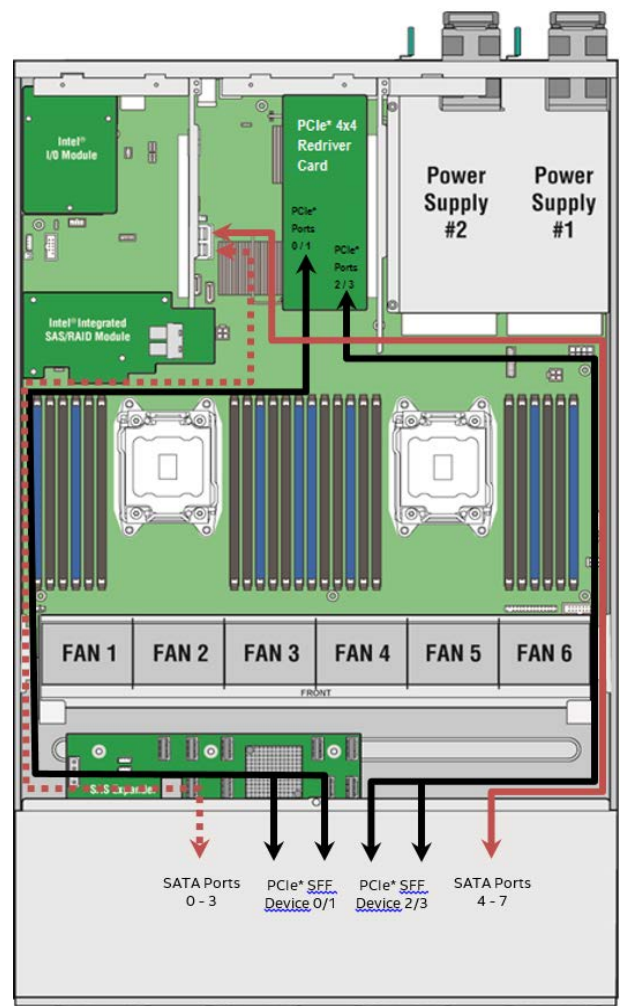 Intel®
I/O Module
PCIe* 4x4
Redriver
Card
PCIe*
Ports
0 / 1
PCIe*
Ports
2 / 3
Power
Supply
#2
Power
Supply
#1
Intel® Integrated
SAS/RAID Module
FAN 1
FAN 2
FAN 3
FAN 4
FAN 5
FAN 6
FRONT
SAS Expander
SATA Ports
0 - 3
PCIe* SFF
Device 0/1
PCIe* SFF
Device 2/3
SATA Ports
4 - 7